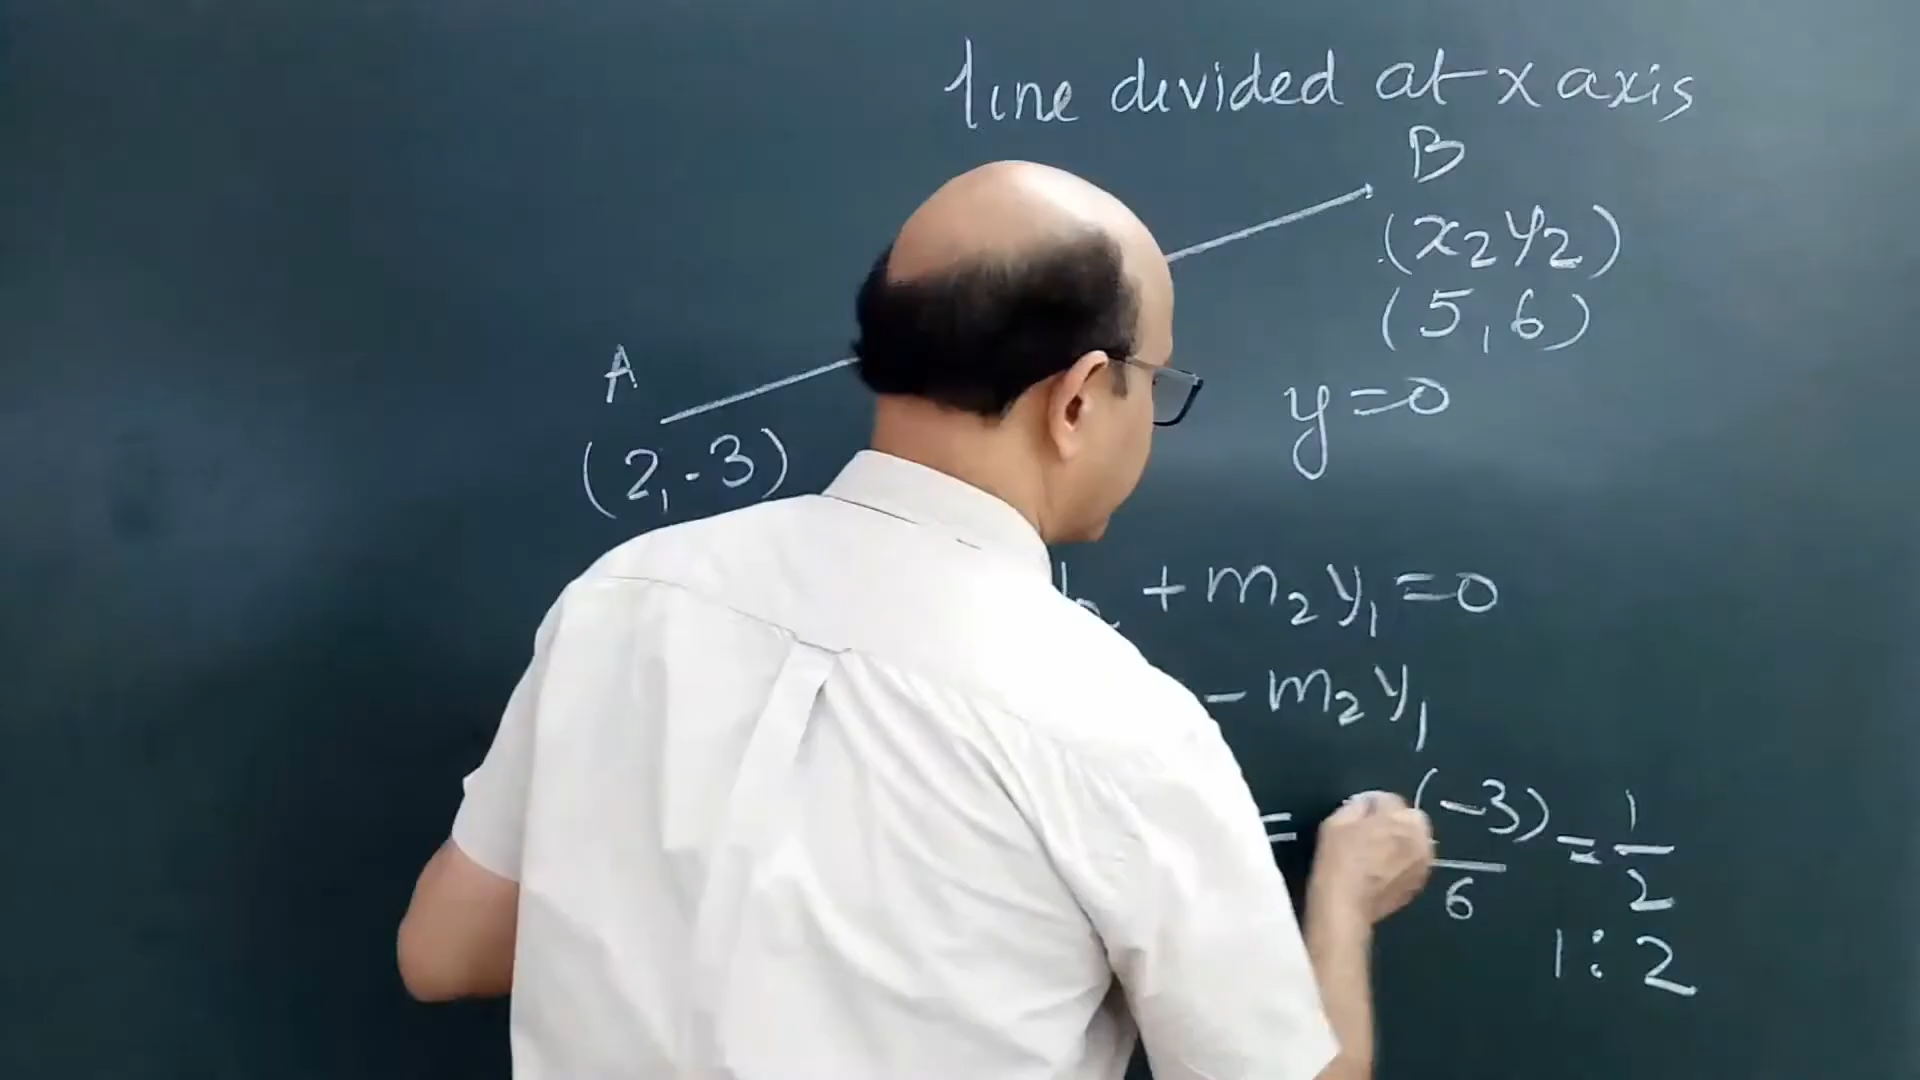 line divided at x axis
B
(x₂ y₂)
(5, 6)
A
y = 0
(2, -3)
+ m₂ y₁ = 0
- m₂ y₁
= (-3) / 6 = 1 / 2
1 : 2